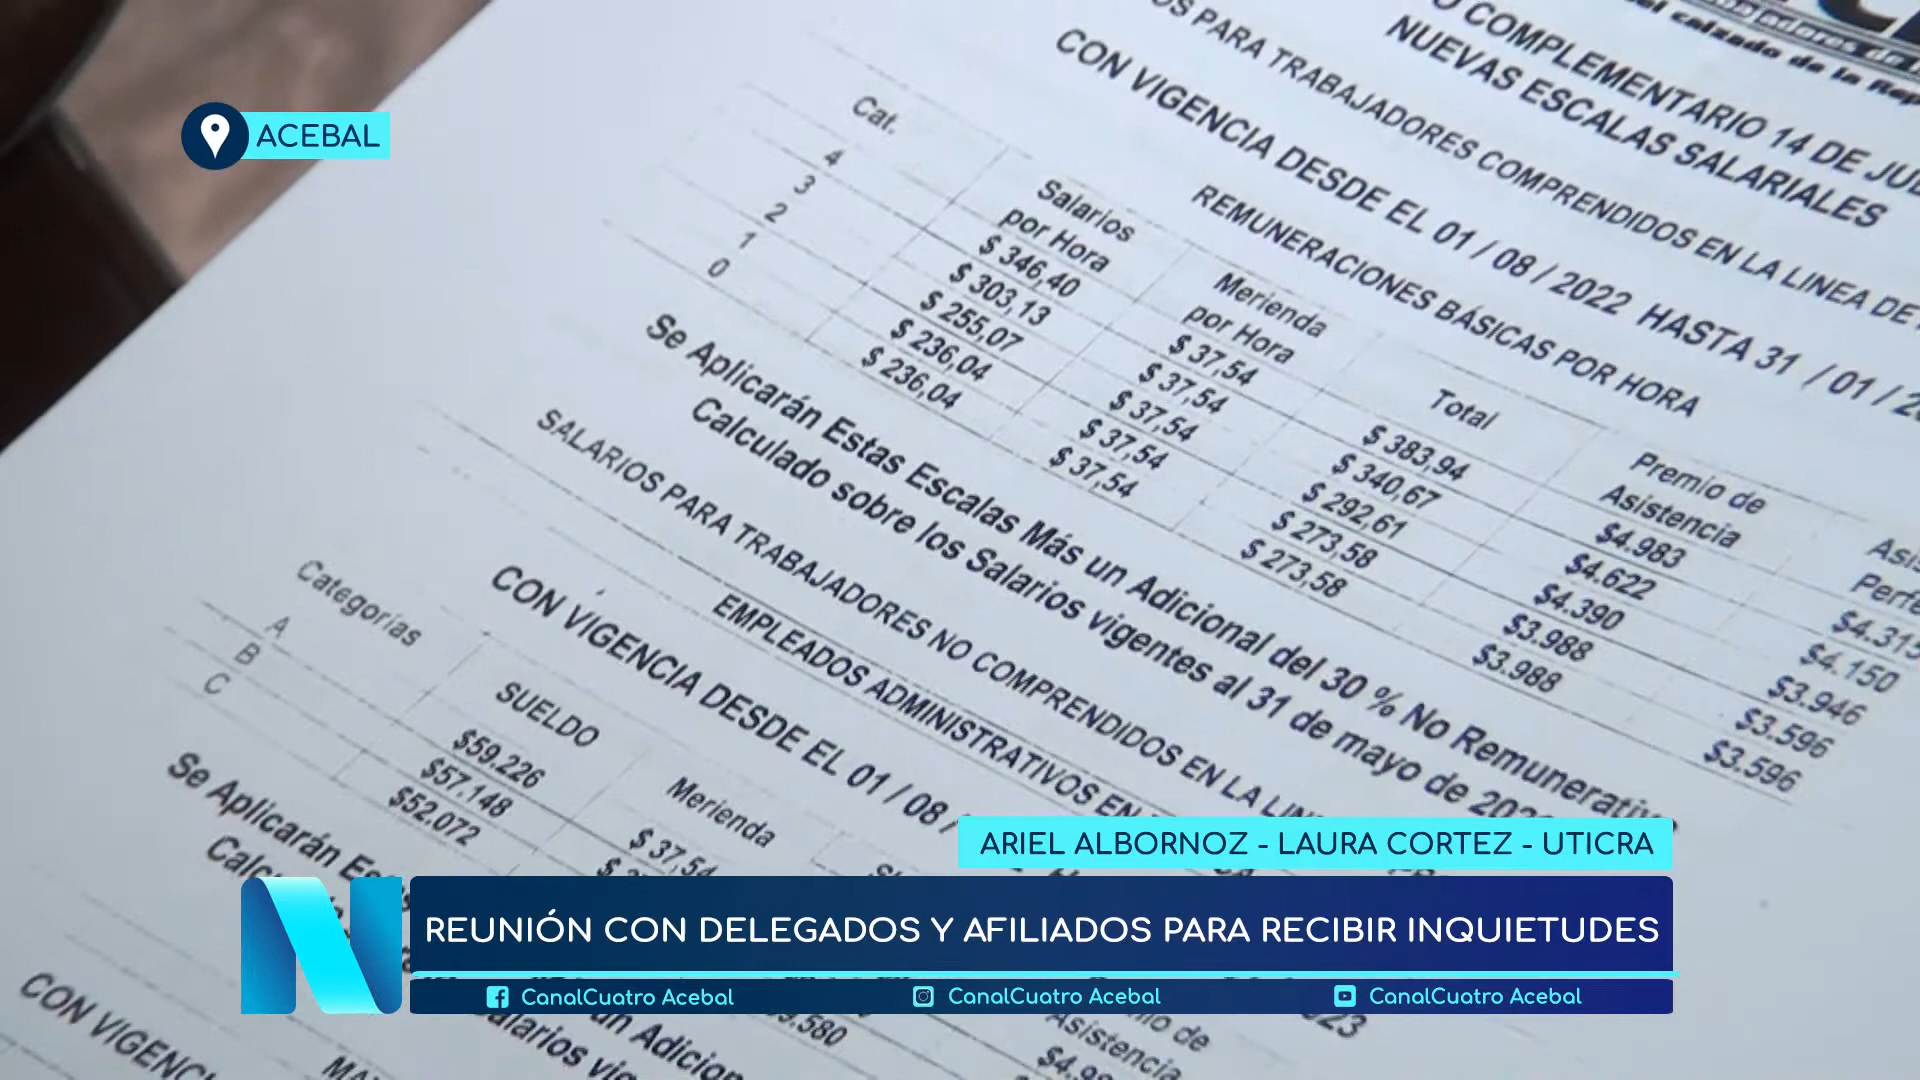 ACEBAL
COMPLEMENTARIO 14 DE
NUEVAS ESCALAS SALARIALES
PARA TRABAJADORES COMPRENDIDOS EN LA LINEA DE
CON VIGENCIA DESDE EL 01 / 08 / 2022 HASTA 31 / 01 /
REMUNERACIONES BÁSICAS POR HORA
Cat. Salarios por Hora Merienda por Hora Total Premio de Asistencia
4 $ 346,40 $ 37,54 $ 383,94 $4.983
3 $ 303,13 $ 37,54 $ 340,67 $4.622 $4.150
2 $ 255,07 $ 37,54 $ 292,61 $4.390 $3.946
1 $ 236,04 $ 37,54 $ 273,58 $3.988 $3.596
0 $ 236,04 $ 37,54 $ 273,58 $3.988 $3.596
Se Aplicarán Estas Escalas Más un Adicional del 30 % No
Calculado sobre los Salarios vigentes al 31 de mayo de
SALARIOS PARA TRABAJADORES NO COMPRENDIDOS EN LA
EMPLEADOS ADMINISTRATIVOS EN
CON VIGENCIA DESDE EL 01 / 08 /
Categorías SUELDO Merienda
A $59.226 $ 37,54
B $57.148
C $52.072
Se Aplicarán
CON
Adicional
Salarios
Asistencia
ARIEL ALBORNOZ - LAURA CORTEZ - UTICRA
REUNIÓN CON DELEGADOS Y AFILIADOS PARA RECIBIR INQUIETUDES
CanalCuatro Acebal CanalCuatro Acebal CanalCuatro Acebal